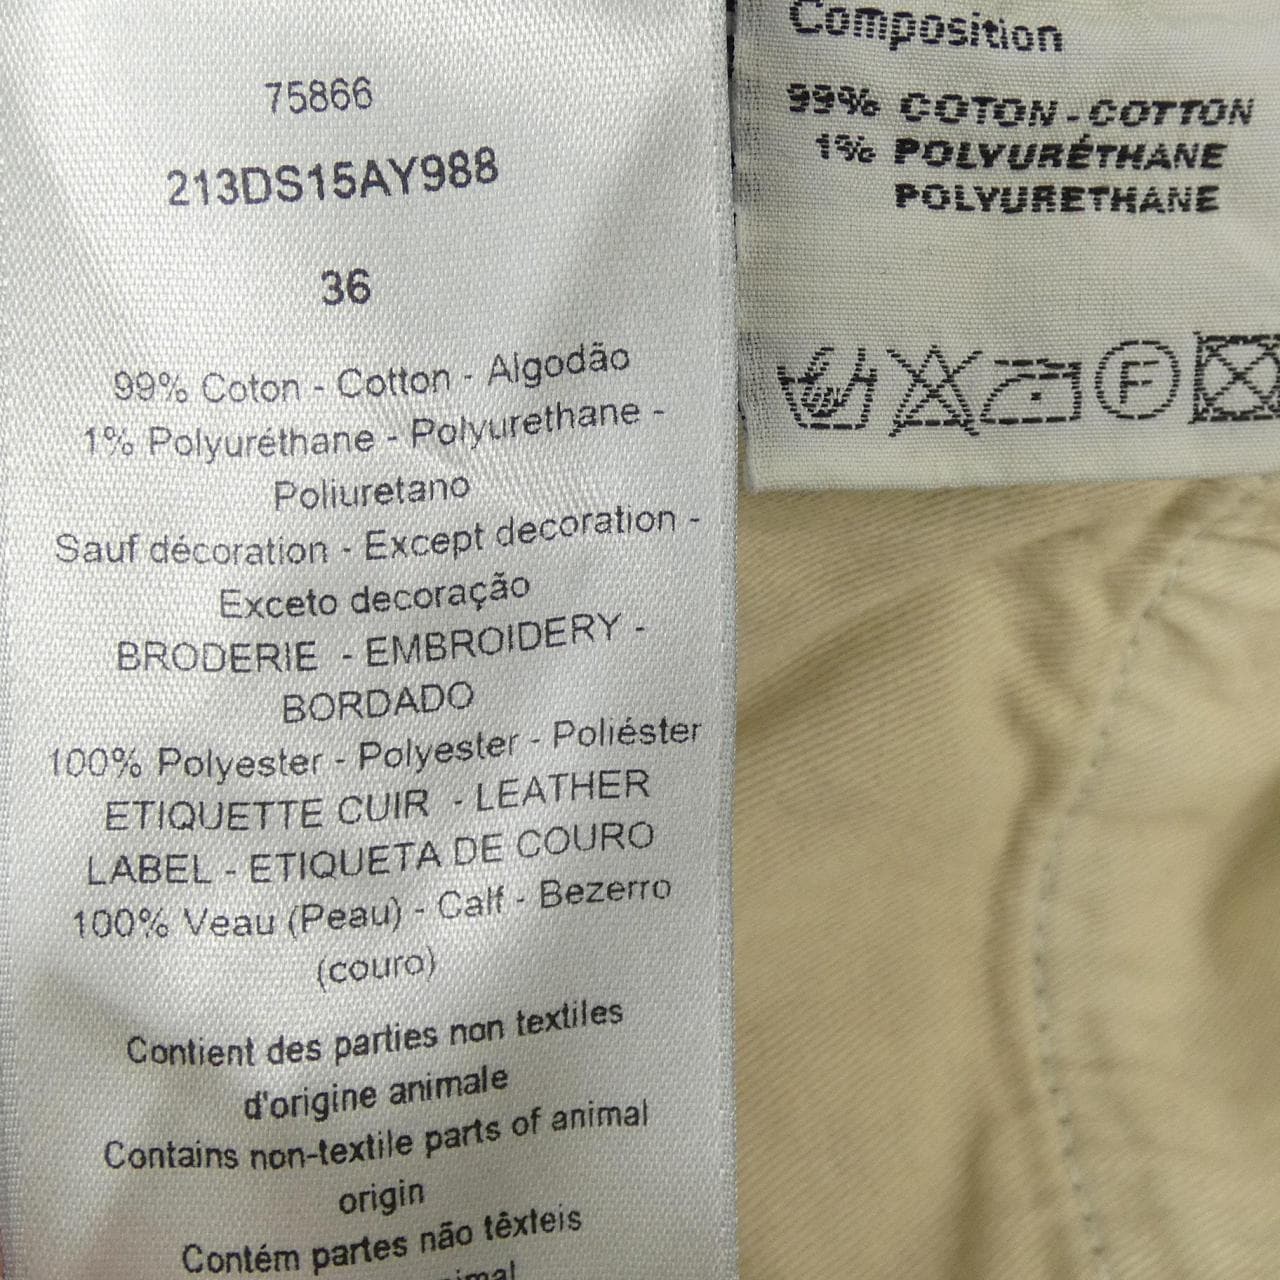 75866
213DS15AY988
36
99% Coton - Cotton - Algodão
1% Polyuréthane - Polyurethane -
Poliuretano
Sauf décoration - Except decoration -
Exceto decoração
BRODERIE - EMBROIDERY -
BORDADO
100% Polyester - Polyester - Poliéster
ETIQUETTE CUIR - LEATHER
LABEL - ETIQUETA DE COURO
100% Veau (Peau) - Calf - Bezerro
(couro)
Contient des parties non textiles
d'origine animale
Contains non-textile parts of animal
origin
Contém partes não têxteis
Composition
99% COTON - COTTON
1% POLYURÉTHANE
POLYURETHANE
F